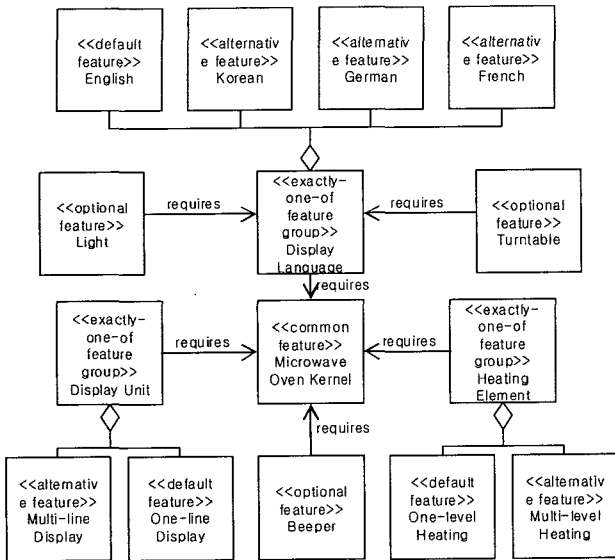 <<default
feature>>
English
<<alternativ
e feature>>
Korean
<<alternativ
e feature>>
German
<<alternativ
e feature>>
French
<<optional
feature>>
Light
requires
<<exactly-
one-of
feature
group>>
Display
Language
requires
<<optional
feature>>
Turntable
requires
<<exactly-
one-of
feature
group>>
Display Unit
requires
<<common
feature>>
Microwave
Oven Kernel
requires
<<exactly-
one-of
feature
group>>
Heating
Element
requires
<<alternativ
e feature>>
Multi-line
Display
<<default
feature>>
One-line
Display
<<optional
feature>>
Beeper
<<default
feature>>
One-level
Heating
<<alternativ
e feature>>
Multi-level
Heating